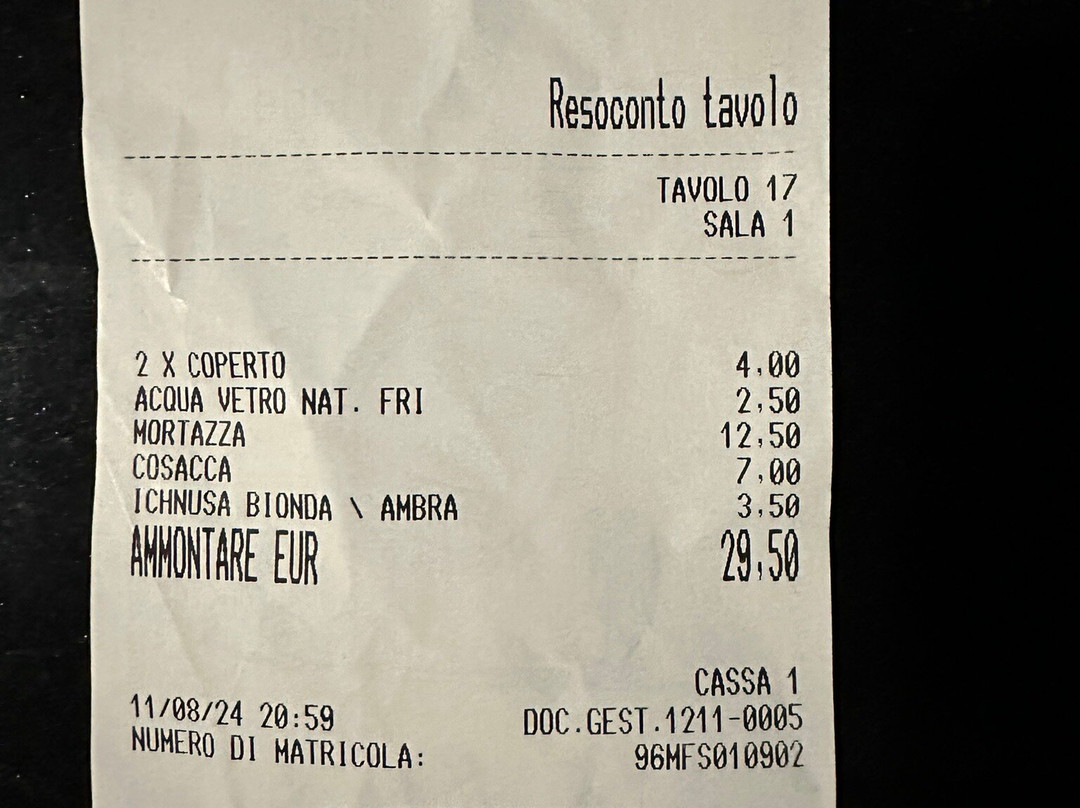 Resoconto tavolo
TAVOLO 17
SALA 1
2 X COPERTO 4,00
ACQUA VETRO NAT. FRI 2,50
MORTAZZA 12,50
COSACCA 7,00
ICHNUSA BIONDA \ AMBRA 3,50
AMMONTARE EUR 29,50
CASSA 1
11/08/24 20:59 DOC.GEST.1211-0005
NUMERO DI MATRICOLA: 96MFS010902